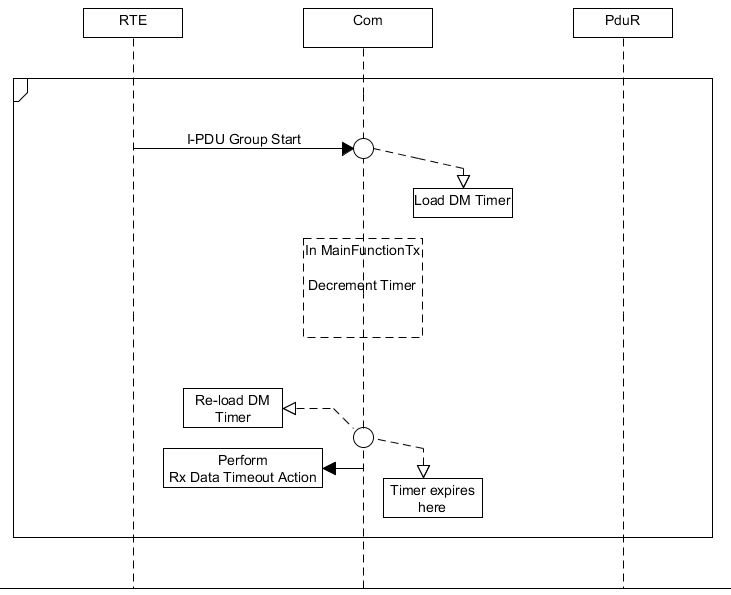 RTE
Com
PduR
I-PDU Group Start
Load DM Timer
In MainFunctionTx
Decrement Timer
Re-load DM
Timer
Perform
Rx Data Timeout Action
Timer expires
here